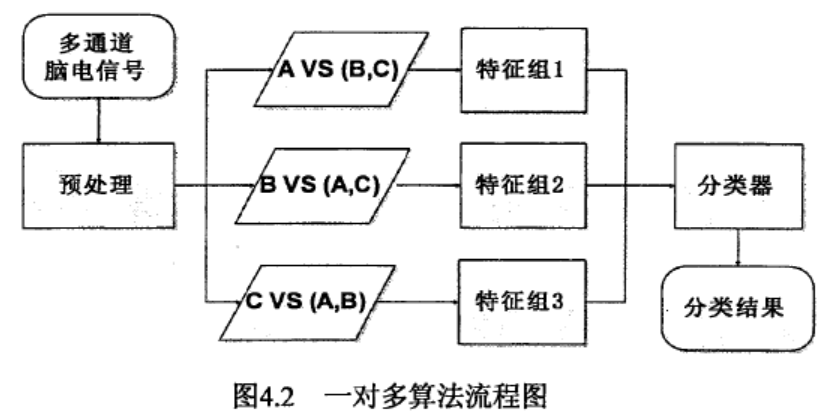 多通道
脑电信号
预处理
A VS (B,C)
特征组1
B VS (A,C)
特征组2
C VS (A,B)
特征组3
分类器
分类结果
图4.2 一对多算法流程图